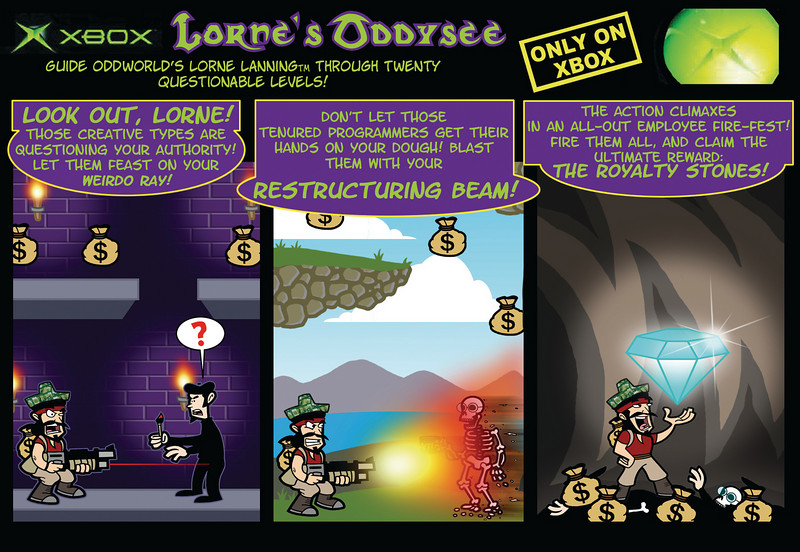 XBOX
LORNE'S ODDYSEE
ONLY ON
XBOX
GUIDE ODDWORLD'S LORNE LANNING™ THROUGH TWENTY
QUESTIONABLE LEVELS!
LOOK OUT, LORNE!
THOSE CREATIVE TYPES ARE
QUESTIONING YOUR AUTHORITY!
LET THEM FEAST ON YOUR
WEIRDO RAY!
DON'T LET THOSE
TENURED PROGRAMMERS GET THEIR
HANDS ON YOUR DOUGH! BLAST
THEM WITH YOUR
RESTRUCTURING BEAM!
THE ACTION CLIMAXES
IN AN ALL-OUT EMPLOYEE FIRE-FEST!
FIRE THEM ALL, AND CLAIM THE
ULTIMATE REWARD:
THE ROYALTY STONES!
$
$
$
$
$
$
?
$
$
$
$